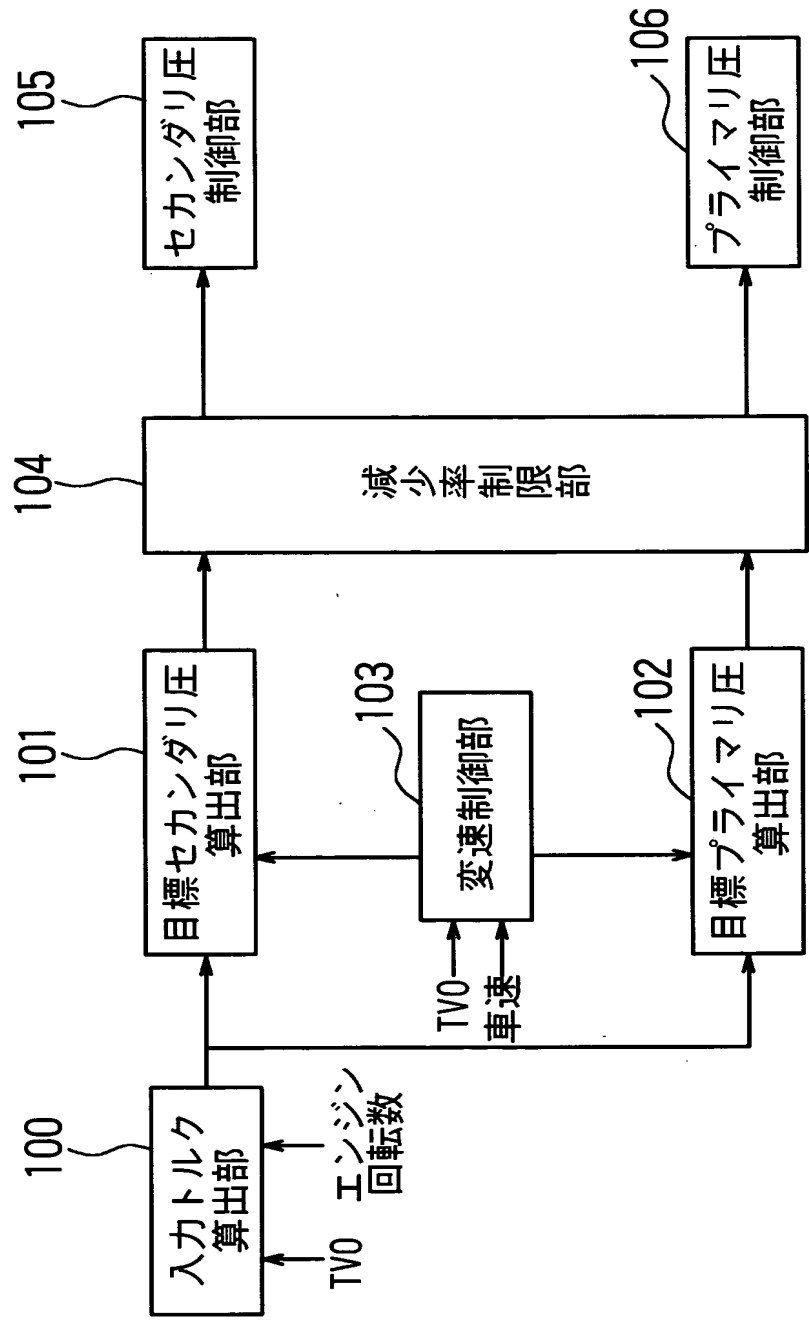 100
入力トルク
算出部
TVO
エンジン
回転数
101
目標セカンダリ圧
算出部
103
変速制御部
TVO
車速
102
目標プライマリ圧
算出部
104
減少率制限部
105
セカンダリ圧
制御部
106
プライマリ圧
制御部